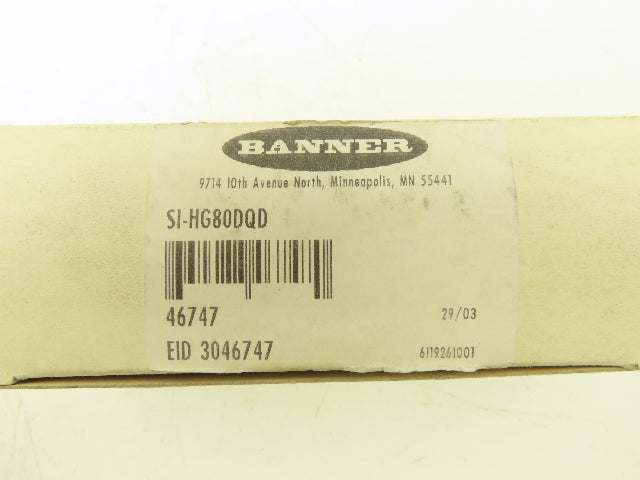 BANNER
9714 10th Avenue North, Minneapolis, MN 55441
SI-HG80DQD
46747
29/03
EID 3046747
6119261001